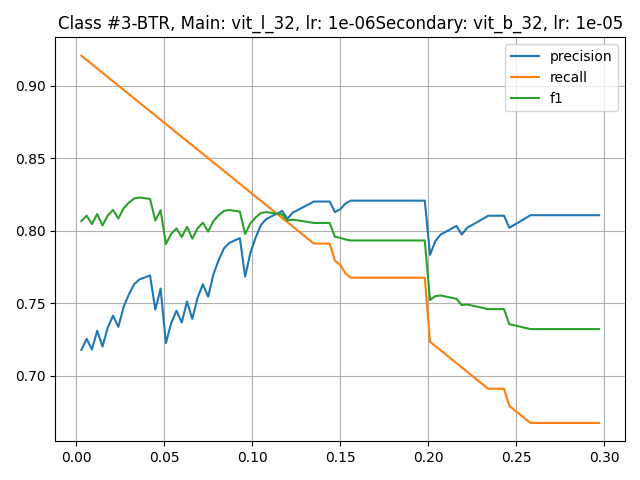 Class #3-BTR, Main: vit_l_32, lr: 1e-06Secondary: vit_b_32, lr: 1e-05
precision
recall
f1
0.90
0.85
0.80
0.75
0.70
0.00 0.05 0.10 0.15 0.20 0.25 0.30